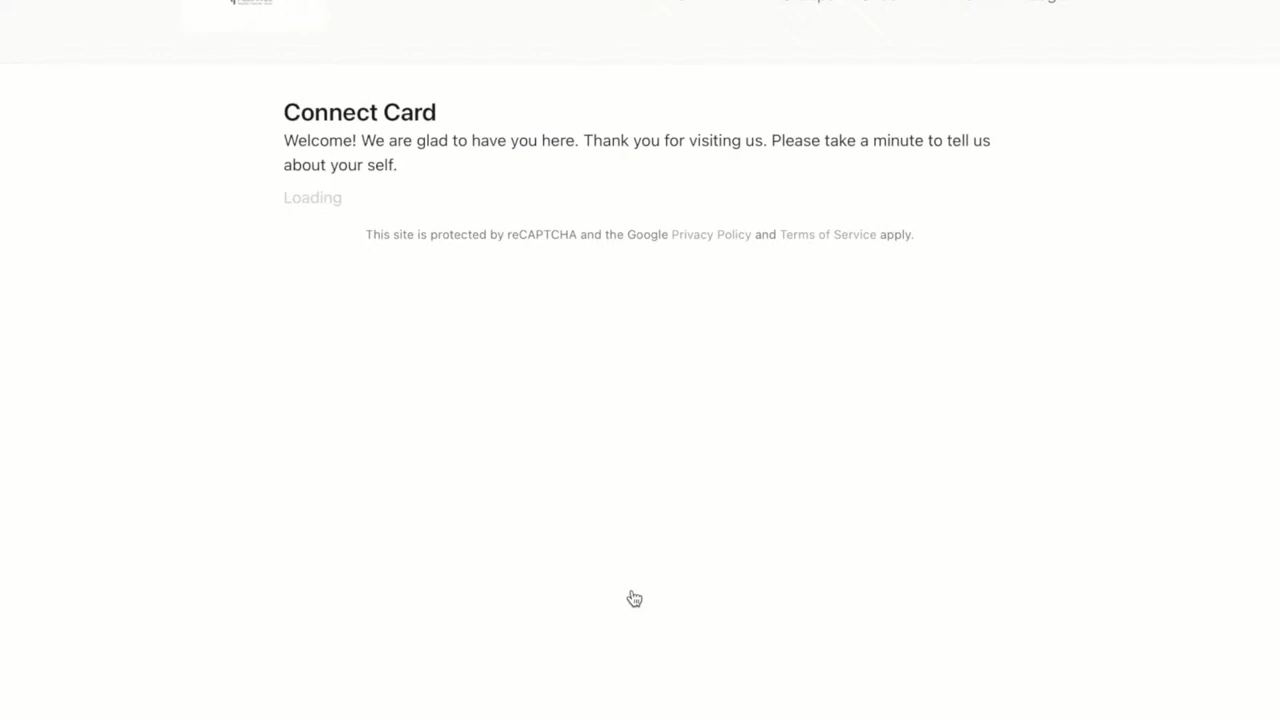 Connect Card
Welcome! We are glad to have you here. Thank you for visiting us. Please take a minute to tell us
about your self.
Loading
This site is protected by reCAPTCHA and the Google Privacy Policy and Terms of Service apply.